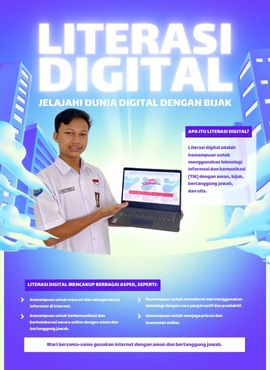 LITERASI
DIGITAL
JELAJAHI DUNIA DIGITAL DENGAN BIJAK
APA ITU LITERASI DIGITAL?
Literasi digital adalah
kemampuan untuk
menggunakan teknologi
informasi dan komunikasi
(TIK) dengan aman, bijak,
bertanggung jawab,
dan etis.
LITERASI DIGITAL MENCAKUP BERBAGAI ASPEK, SEPERTI:
Kemampuan untuk mencari dan mengevaluasi
informasi di internet.
Kemampuan untuk berkomunikasi dan
berkolaborasi secara online dengan aman dan
bertanggung jawab.
Kemampuan untuk memahami dan menggunakan
teknologi dengan cara yang kreatif dan produktif.
Kemampuan untuk menjaga privasi dan
keamanan online.
Mari bersama-sama gunakan internet dengan aman dan bertanggung jawab.